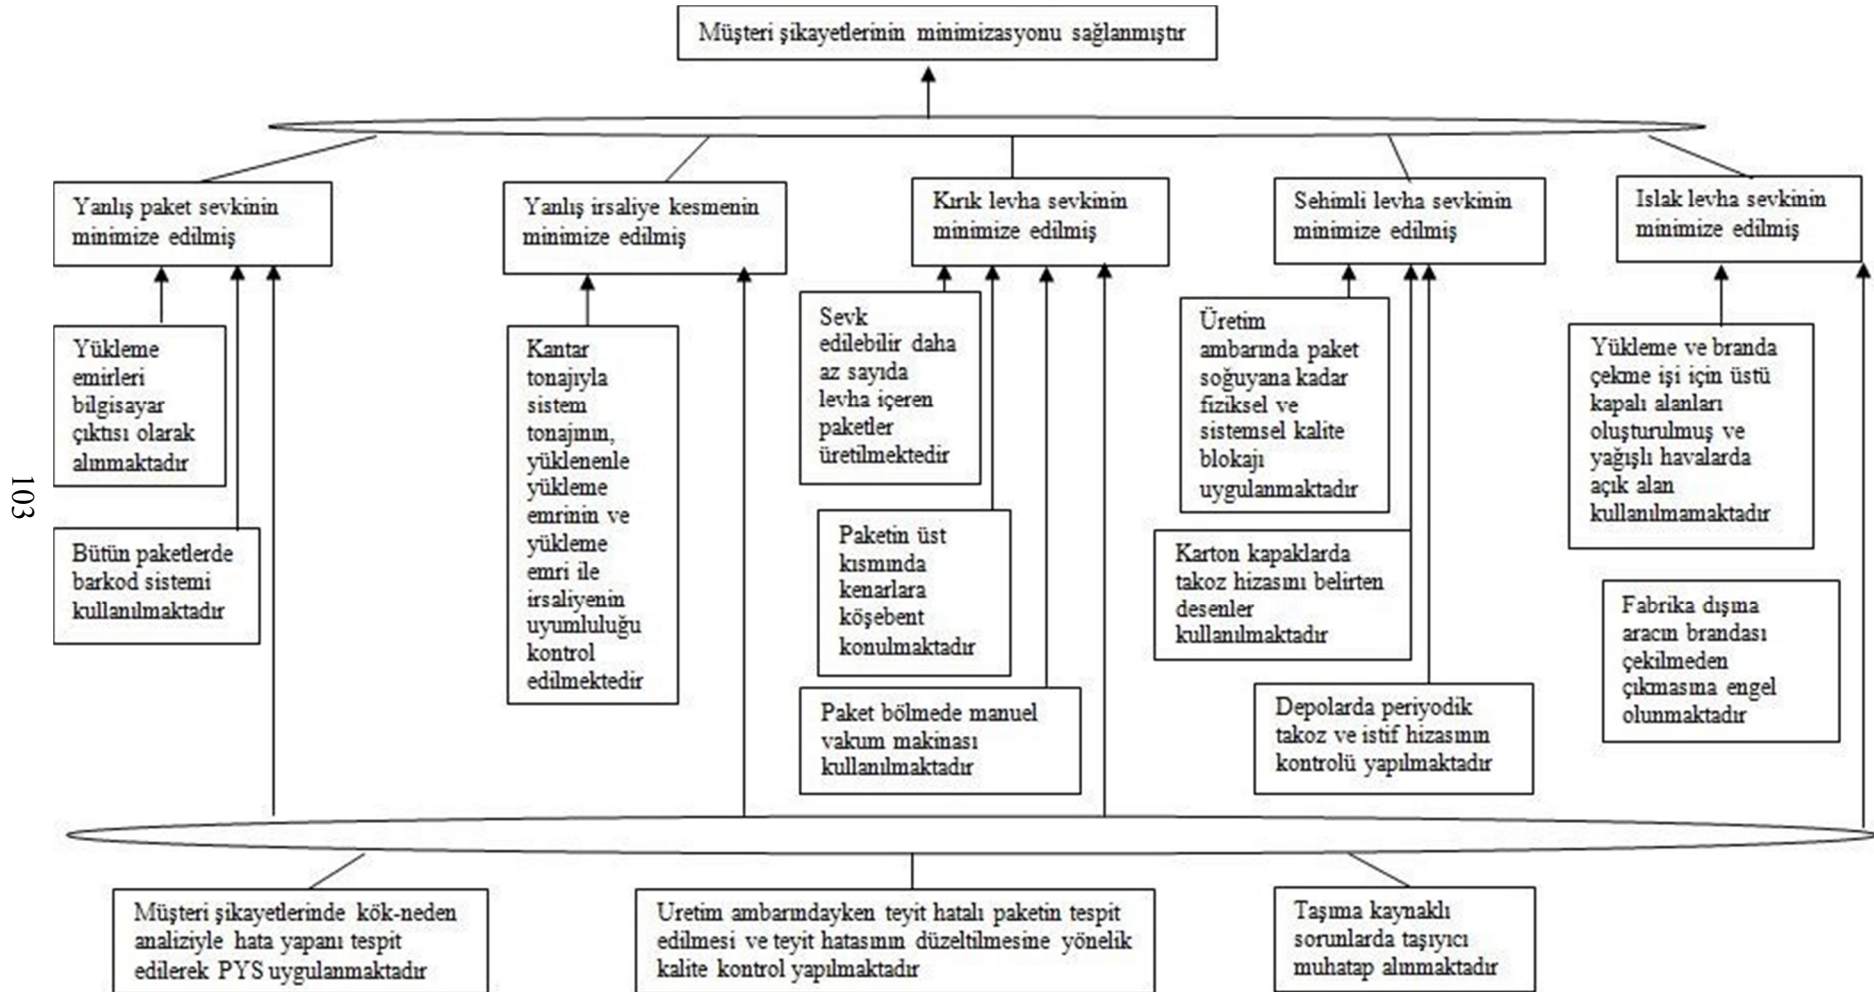 Müşteri şikayetlerinin minimizasyonu sağlanmıştır
Yanlış paket sevkinin
minimize edilmiş
Yanlış irsaliye kesmenin
minimize edilmiş
Kırık levha sevkinin
minimize edilmiş
Sehimli levha sevkinin
minimize edilmiş
Islak levha sevkinin
minimize edilmiş
Yükleme
emirleri
bilgisayar
çıktısı olarak
alınmaktadır
Bütün paketlerde
barkod sistemi
kullanılmaktadır
Kantar
tonajıyla
sistem
tonajının,
yüklenenle
yükleme
emrinin ve
yükleme
emri ile
irsaliyenin
uyumluluğu
kontrol
edilmektedir
Sevk
edilebilir daha
az sayıda
levha içeren
paketler
üretilmektedir
Paketin üst
kısmında
kenarlara
köşebent
konulmaktadır
Paket bölmede manuel
vakum makinası
kullanılmaktadır
Üretim
ambarında paket
soğuyana kadar
fiziksel ve
sistemsel kalite
blokajı
uygulanmaktadır
Karton kapaklarda
takoz hizasını belirten
desenler
kullanılmaktadır
Depolarda periyodik
takoz ve istif hizasının
kontrolü yapılmaktadır
Yükleme ve branda
çekme işi için üstü
kapalı alanları
oluşturulmuş ve
yağışlı havalarda
açık alan
kullanılmamaktadır
Fabrika dışına
aracın brandası
çekilmeden
çıkmasına engel
olunmaktadır
Müşteri şikayetlerinde kök-neden
analiziyle hata yapanı tespit
edilerek PYS uygulanmaktadır
Uretim ambarındayken teyit hatalı paketin tespit
edilmesi ve teyit hatasının düzeltilmesine yönelik
kalite kontrol yapılmaktadır
Taşıma kaynaklı
sorunlarda taşıyıcı
muhatap alınmaktadır
103